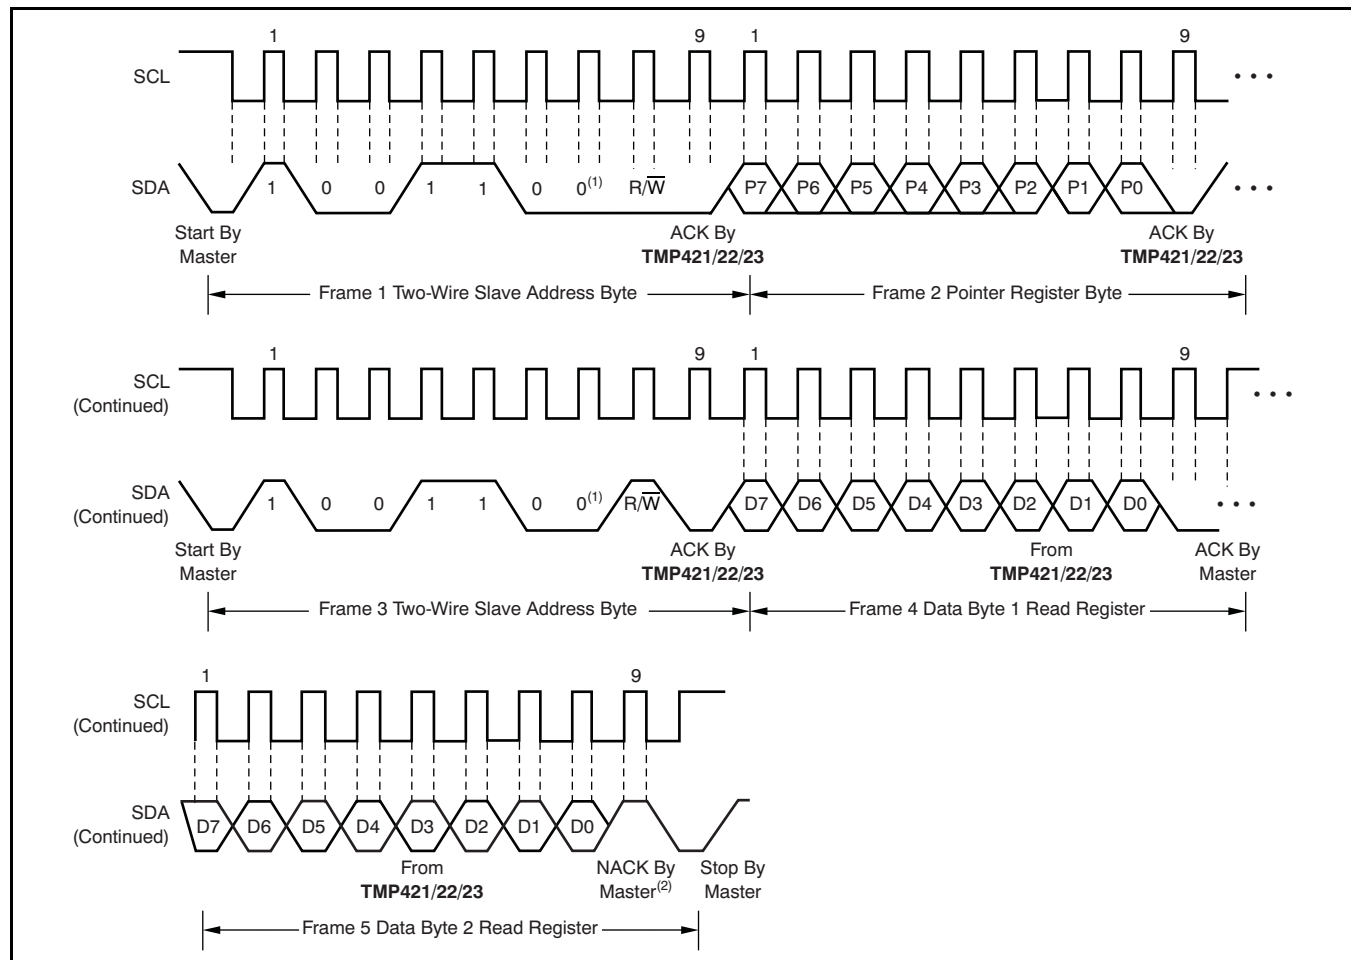 1 9 1 9
SCL • • •
SDA 1 0 0 1 1 0 0(1) R/W̅ P7 P6 P5 P4 P3 P2 P1 P0 • • •
Start By
Master
ACK By
TMP421/22/23
ACK By
TMP421/22/23
Frame 1 Two-Wire Slave Address Byte
Frame 2 Pointer Register Byte
1 9 1 9
SCL
(Continued)
• • •
SDA
(Continued)
1 0 0 1 1 0 0(1) R/W̅ D7 D6 D5 D4 D3 D2 D1 D0 • • •
Start By
Master
ACK By
TMP421/22/23
From
TMP421/22/23
ACK By
Master
Frame 3 Two-Wire Slave Address Byte
Frame 4 Data Byte 1 Read Register
1 9
SCL
(Continued)
SDA
(Continued)
D7 D6 D5 D4 D3 D2 D1 D0
From
TMP421/22/23
NACK By
Master(2)
Stop By
Master
Frame 5 Data Byte 2 Read Register